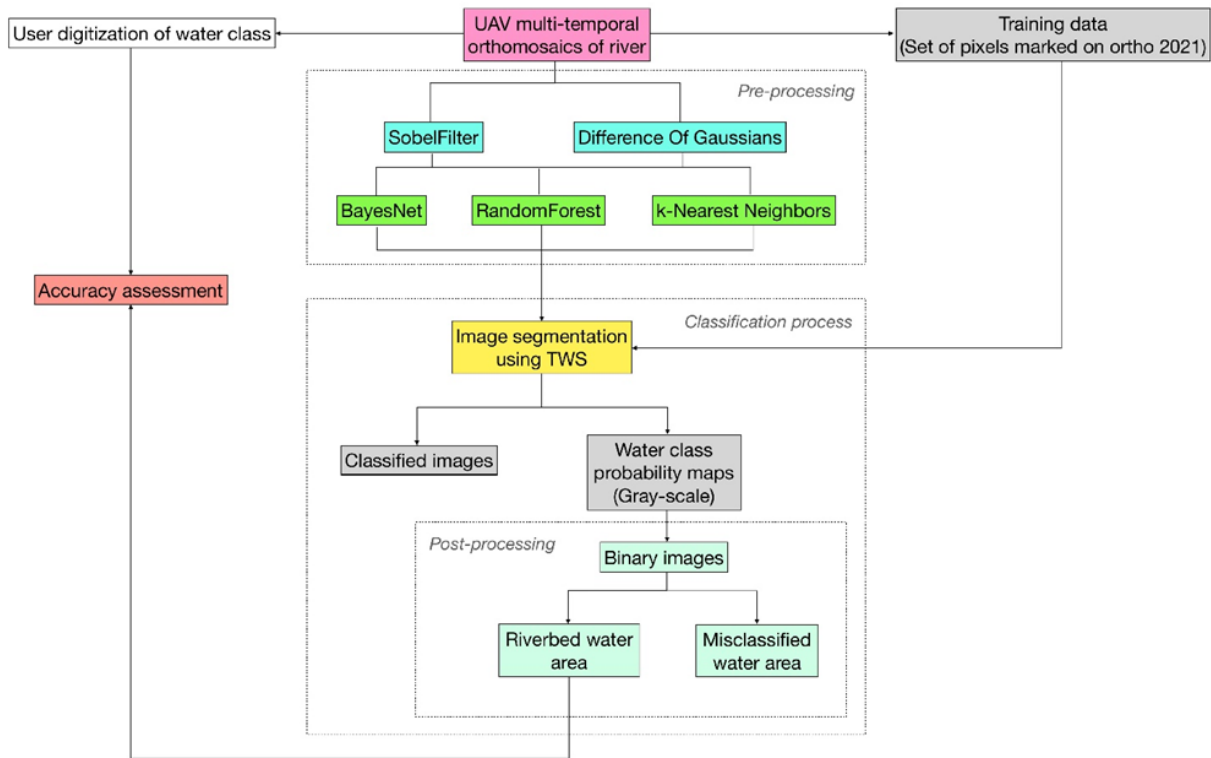 User digitization of water class
UAV multi-temporal
orthomosaics of river
Training data
(Set of pixels marked on ortho 2021)
Pre-processing
SobelFilter
Difference Of Gaussians
BayesNet
RandomForest
k-Nearest Neighbors
Accuracy assessment
Classification process
Image segmentation
using TWS
Classified images
Water class
probability maps
(Gray-scale)
Post-processing
Binary images
Riverbed water
area
Misclassified
water area